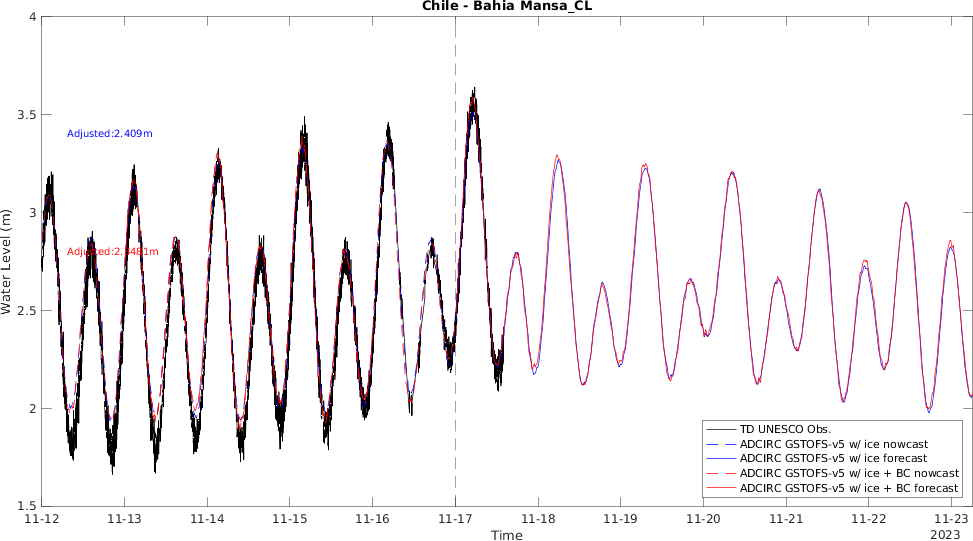 Chile - Bahia Mansa_CL
4
3.5
3
2.5
2
1.5
Water Level (m)
Adjusted:2.409m
TD UNESCO Obs.
ADCIRC GSTOFS-v5 w/ ice nowcast
ADCIRC GSTOFS-v5 w/ ice forecast
ADCIRC GSTOFS-v5 w/ ice + BC nowcast
ADCIRC GSTOFS-v5 w/ ice + BC forecast
11-12
11-13
11-14
11-15
11-16
11-17
11-18
11-19
11-20
11-21
11-22
11-23
2023
Time